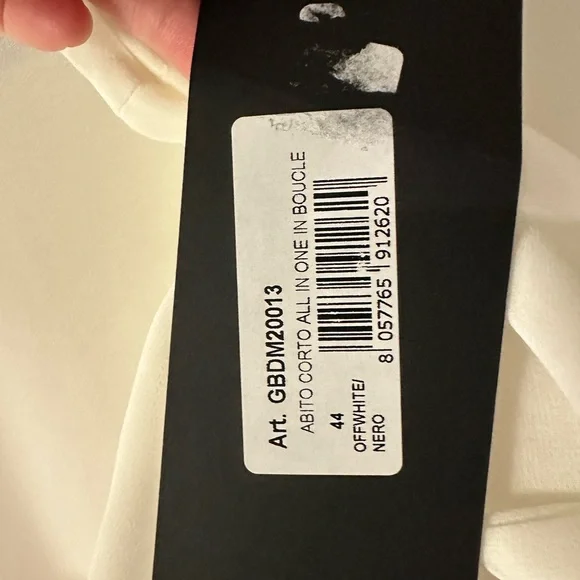 Art. GBDM20013
ABITO CORTO ALL IN ONE IN BOUCLE
44
OFFWHITE/
NERO
8 057765 912620